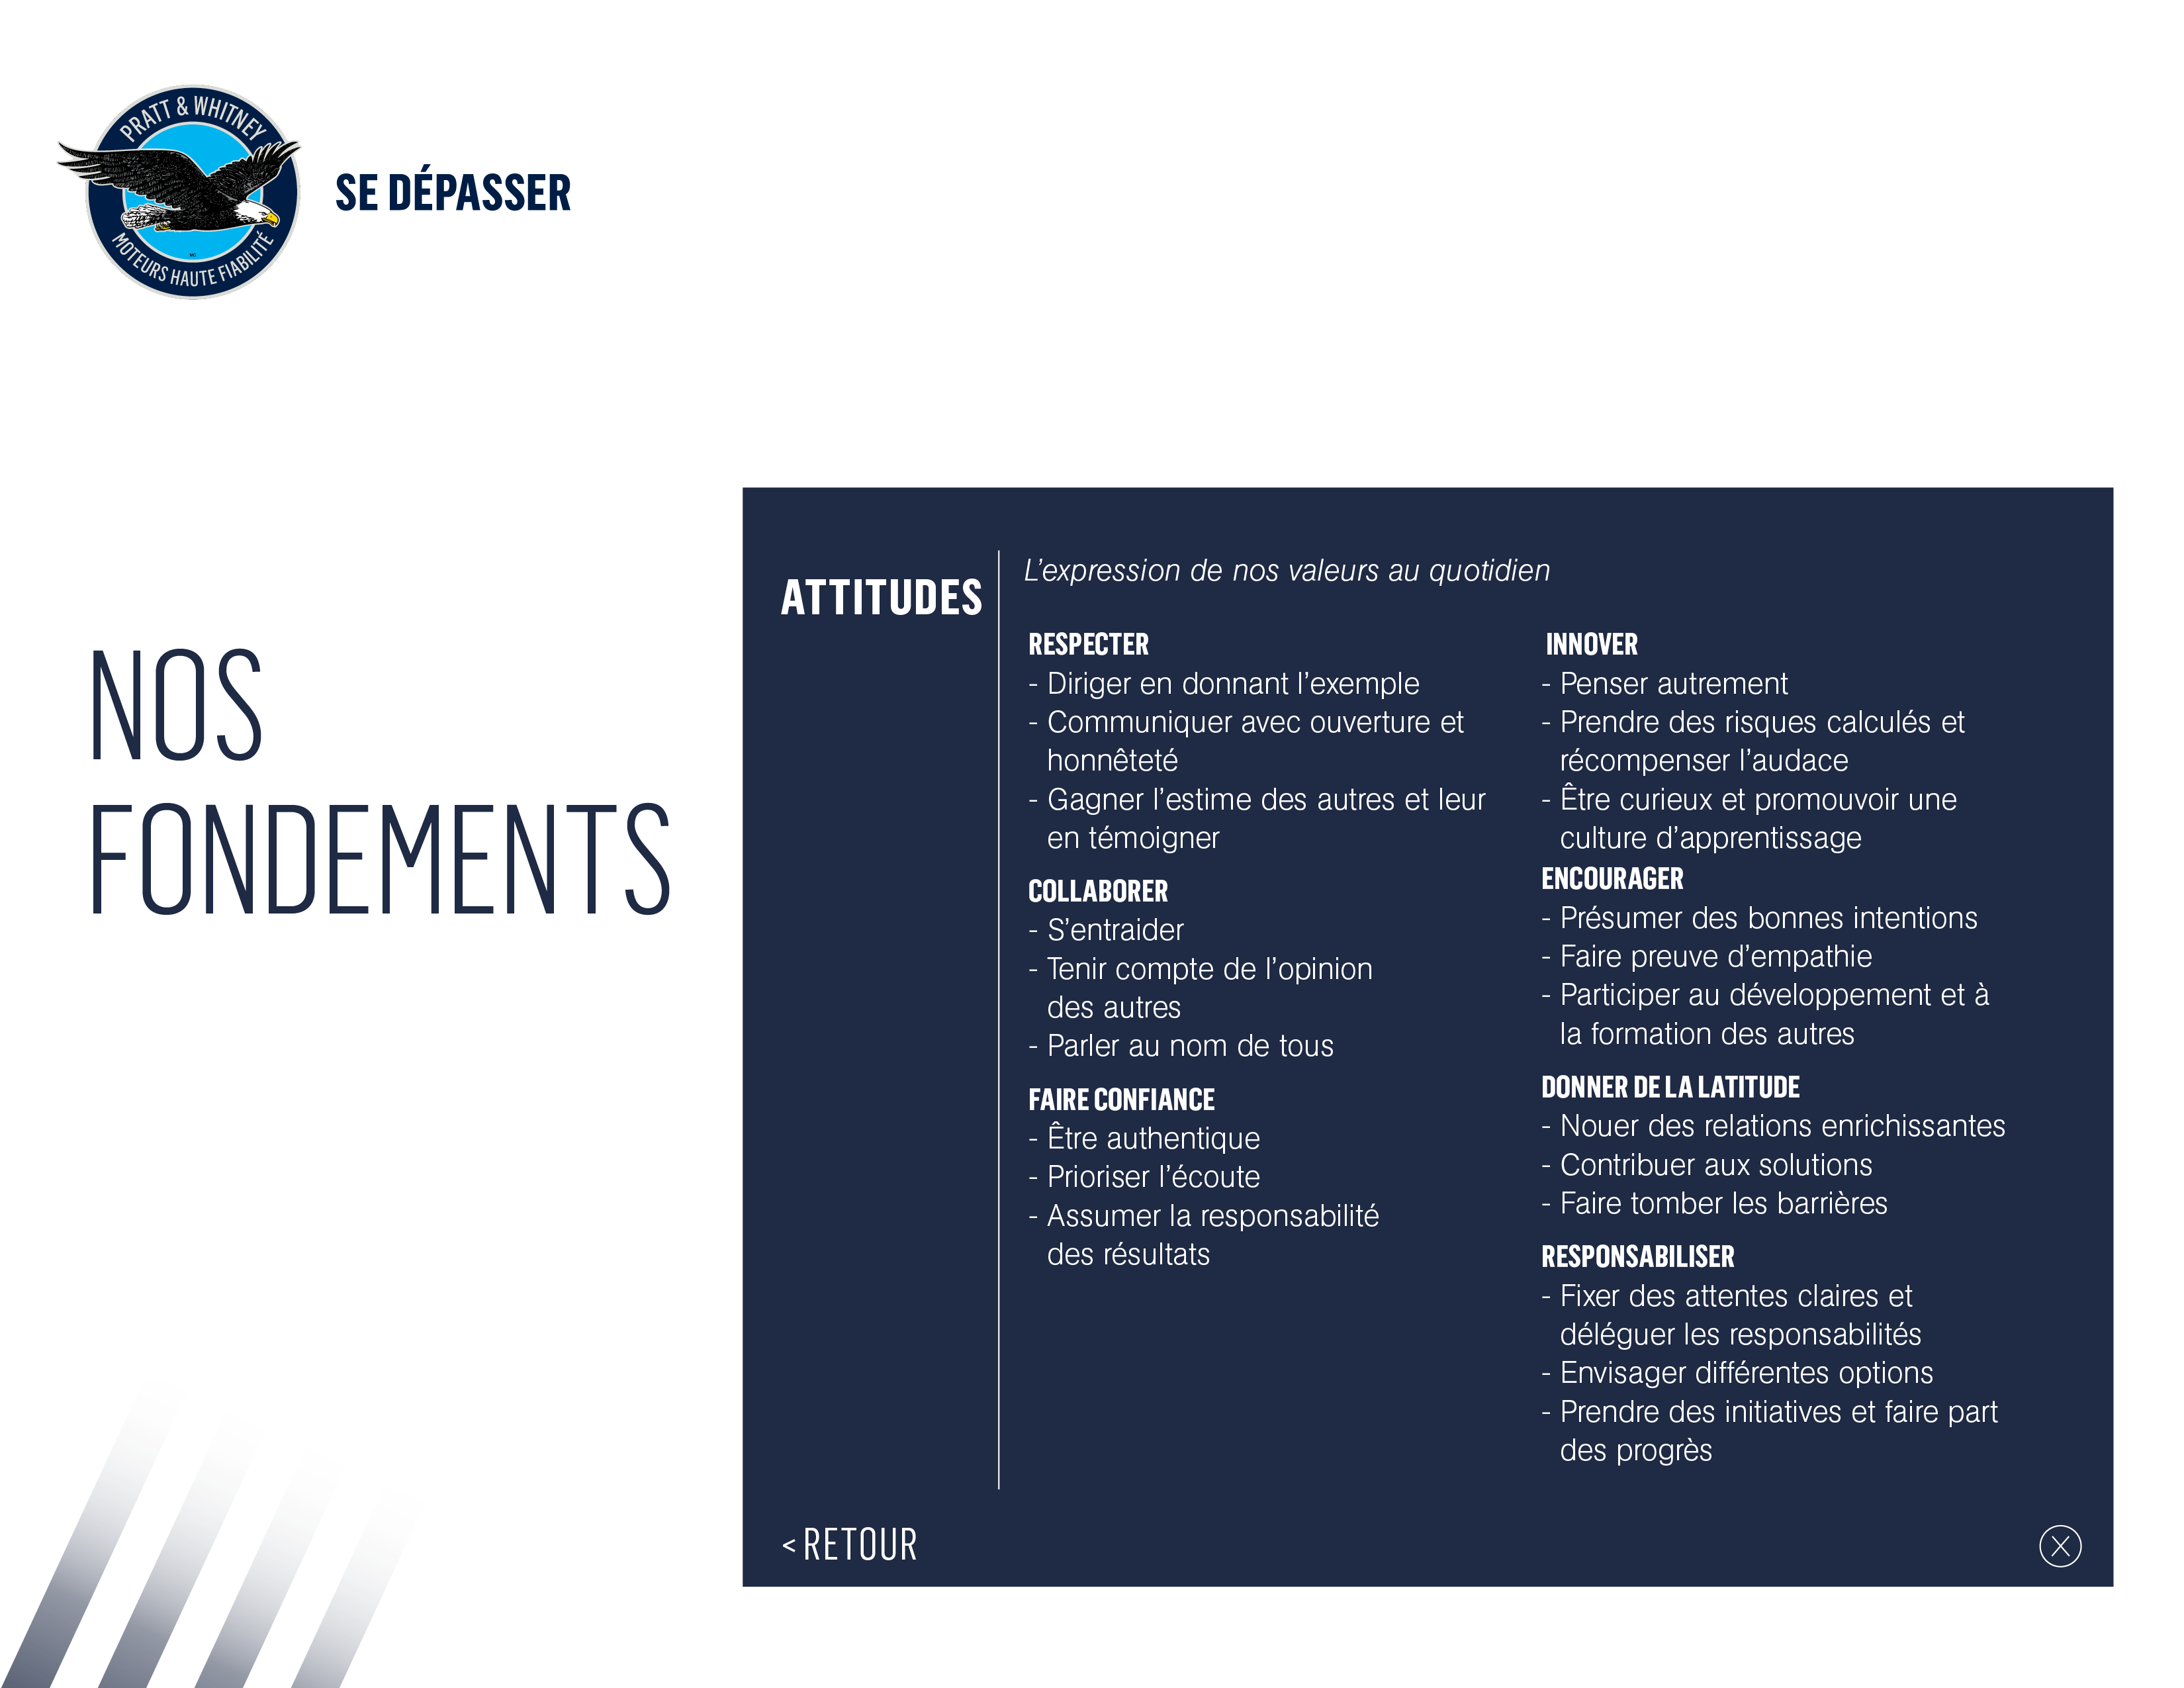 PRATT & WHITNEY
MOTEURS HAUTE FIABILITÉ
SE DÉPASSER
NOS
FONDEMENTS
ATTITUDES
L’expression de nos valeurs au quotidien
RESPECTER
- Diriger en donnant l’exemple
- Communiquer avec ouverture et
honnêteté
- Gagner l’estime des autres et leur
en témoigner
COLLABORER
- S’entraider
- Tenir compte de l’opinion
des autres
- Parler au nom de tous
FAIRE CONFIANCE
- Être authentique
- Prioriser l’écoute
- Assumer la responsabilité
des résultats
INNOVER
- Penser autrement
- Prendre des risques calculés et
récompenser l’audace
- Être curieux et promouvoir une
culture d’apprentissage
ENCOURAGER
- Présumer des bonnes intentions
- Faire preuve d’empathie
- Participer au développement et à
la formation des autres
DONNER DE LA LATITUDE
- Nouer des relations enrichissantes
- Contribuer aux solutions
- Faire tomber les barrières
RESPONSABILISER
- Fixer des attentes claires et
déléguer les responsabilités
- Envisager différentes options
- Prendre des initiatives et faire part
des progrès
< RETOUR
X